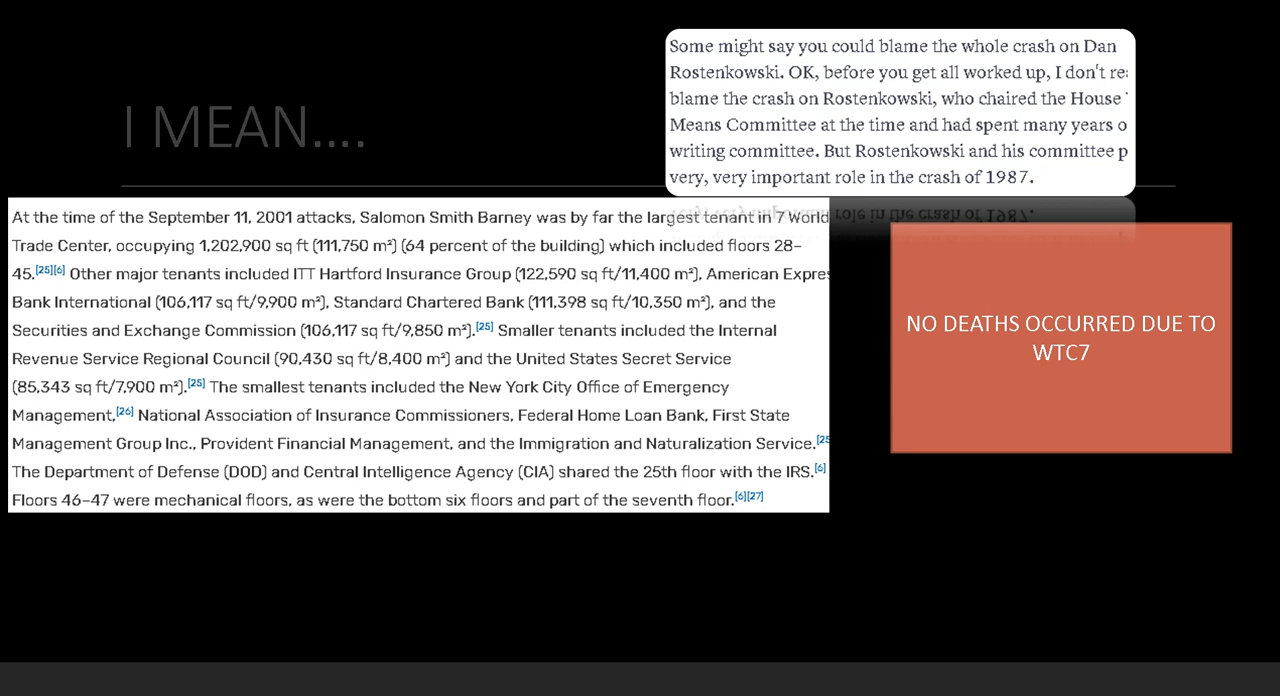 I MEAN....
Some might say you could blame the whole crash on Dan
Rostenkowski. OK, before you get all worked up, I don't
blame the crash on Rostenkowski, who chaired the House
Means Committee at the time and had spent many years
writing committee. But Rostenkowski and his committee
very, very important role in the crash of 1987.
At the time of the September 11, 2001 attacks, Salomon Smith Barney was by far the largest tenant in 7 World
Trade Center, occupying 1,202,900 sq ft (111,750 m²) (64 percent of the building) which included floors 28–
45.[25][6] Other major tenants included ITT Hartford Insurance Group (122,590 sq ft/11,400 m²), American Expres
Bank International (106,117 sq ft/9,900 m²), Standard Chartered Bank (111,398 sq ft/10,350 m²), and the
Securities and Exchange Commission (106,117 sq ft/9,850 m²).[25] Smaller tenants included the Internal
Revenue Service Regional Council (90,430 sq ft/8,400 m²) and the United States Secret Service
(85,343 sq ft/7,900 m²).[25] The smallest tenants included the New York City Office of Emergency
Management,[26] National Association of Insurance Commissioners, Federal Home Loan Bank, First State
Management Group Inc., Provident Financial Management, and the Immigration and Naturalization Service.[25
The Department of Defense (DOD) and Central Intelligence Agency (CIA) shared the 25th floor with the IRS.[6]
Floors 46–47 were mechanical floors, as were the bottom six floors and part of the seventh floor.[6][27]
NO DEATHS OCCURRED DUE TO
WTC7